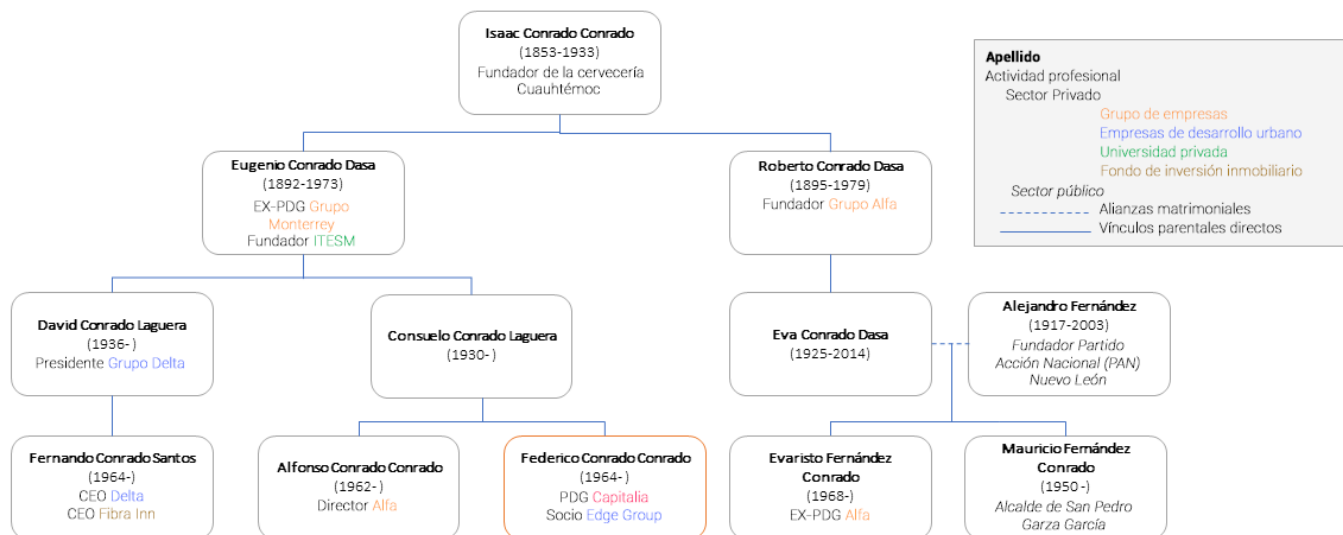 Isaac Conrado Conrado
(1853-1933)
Fundador de la cervecería
Cuauhtémoc
Apellido
Actividad profesional
Sector Privado
Grupo de empresas
Empresas de desarrollo urbano
Universidad privada
Fondo de inversión inmobiliario
Sector público
Alianzas matrimoniales
Vínculos parentales directos
Eugenio Conrado Dasa
(1892-1973)
EX-PDG Grupo
Monterrey
Fundador ITESM
Roberto Conrado Dasa
(1895-1979)
Fundador Grupo Alfa
David Conrado Laguera
(1936-)
Presidente Grupo Delta
Consuelo Conrado Laguera
(1930-)
Eva Conrado Dasa
(1925-2014)
Alejandro Fernández
(1917-2003)
Fundador Partido
Acción Nacional (PAN)
Nuevo León
Fernando Conrado Santos
(1964-)
CEO Delta
CEO Fibra Inn
Alfonso Conrado Conrado
(1962-)
Director Alfa
Federico Conrado Conrado
(1964-)
PDG Capitalia
Socio Edge Group
Evaristo Fernández
Conrado
(1968-)
EX-PDG Alfa
Mauricio Fernández
Conrado
(1950-)
Alcalde de San Pedro
Garza García